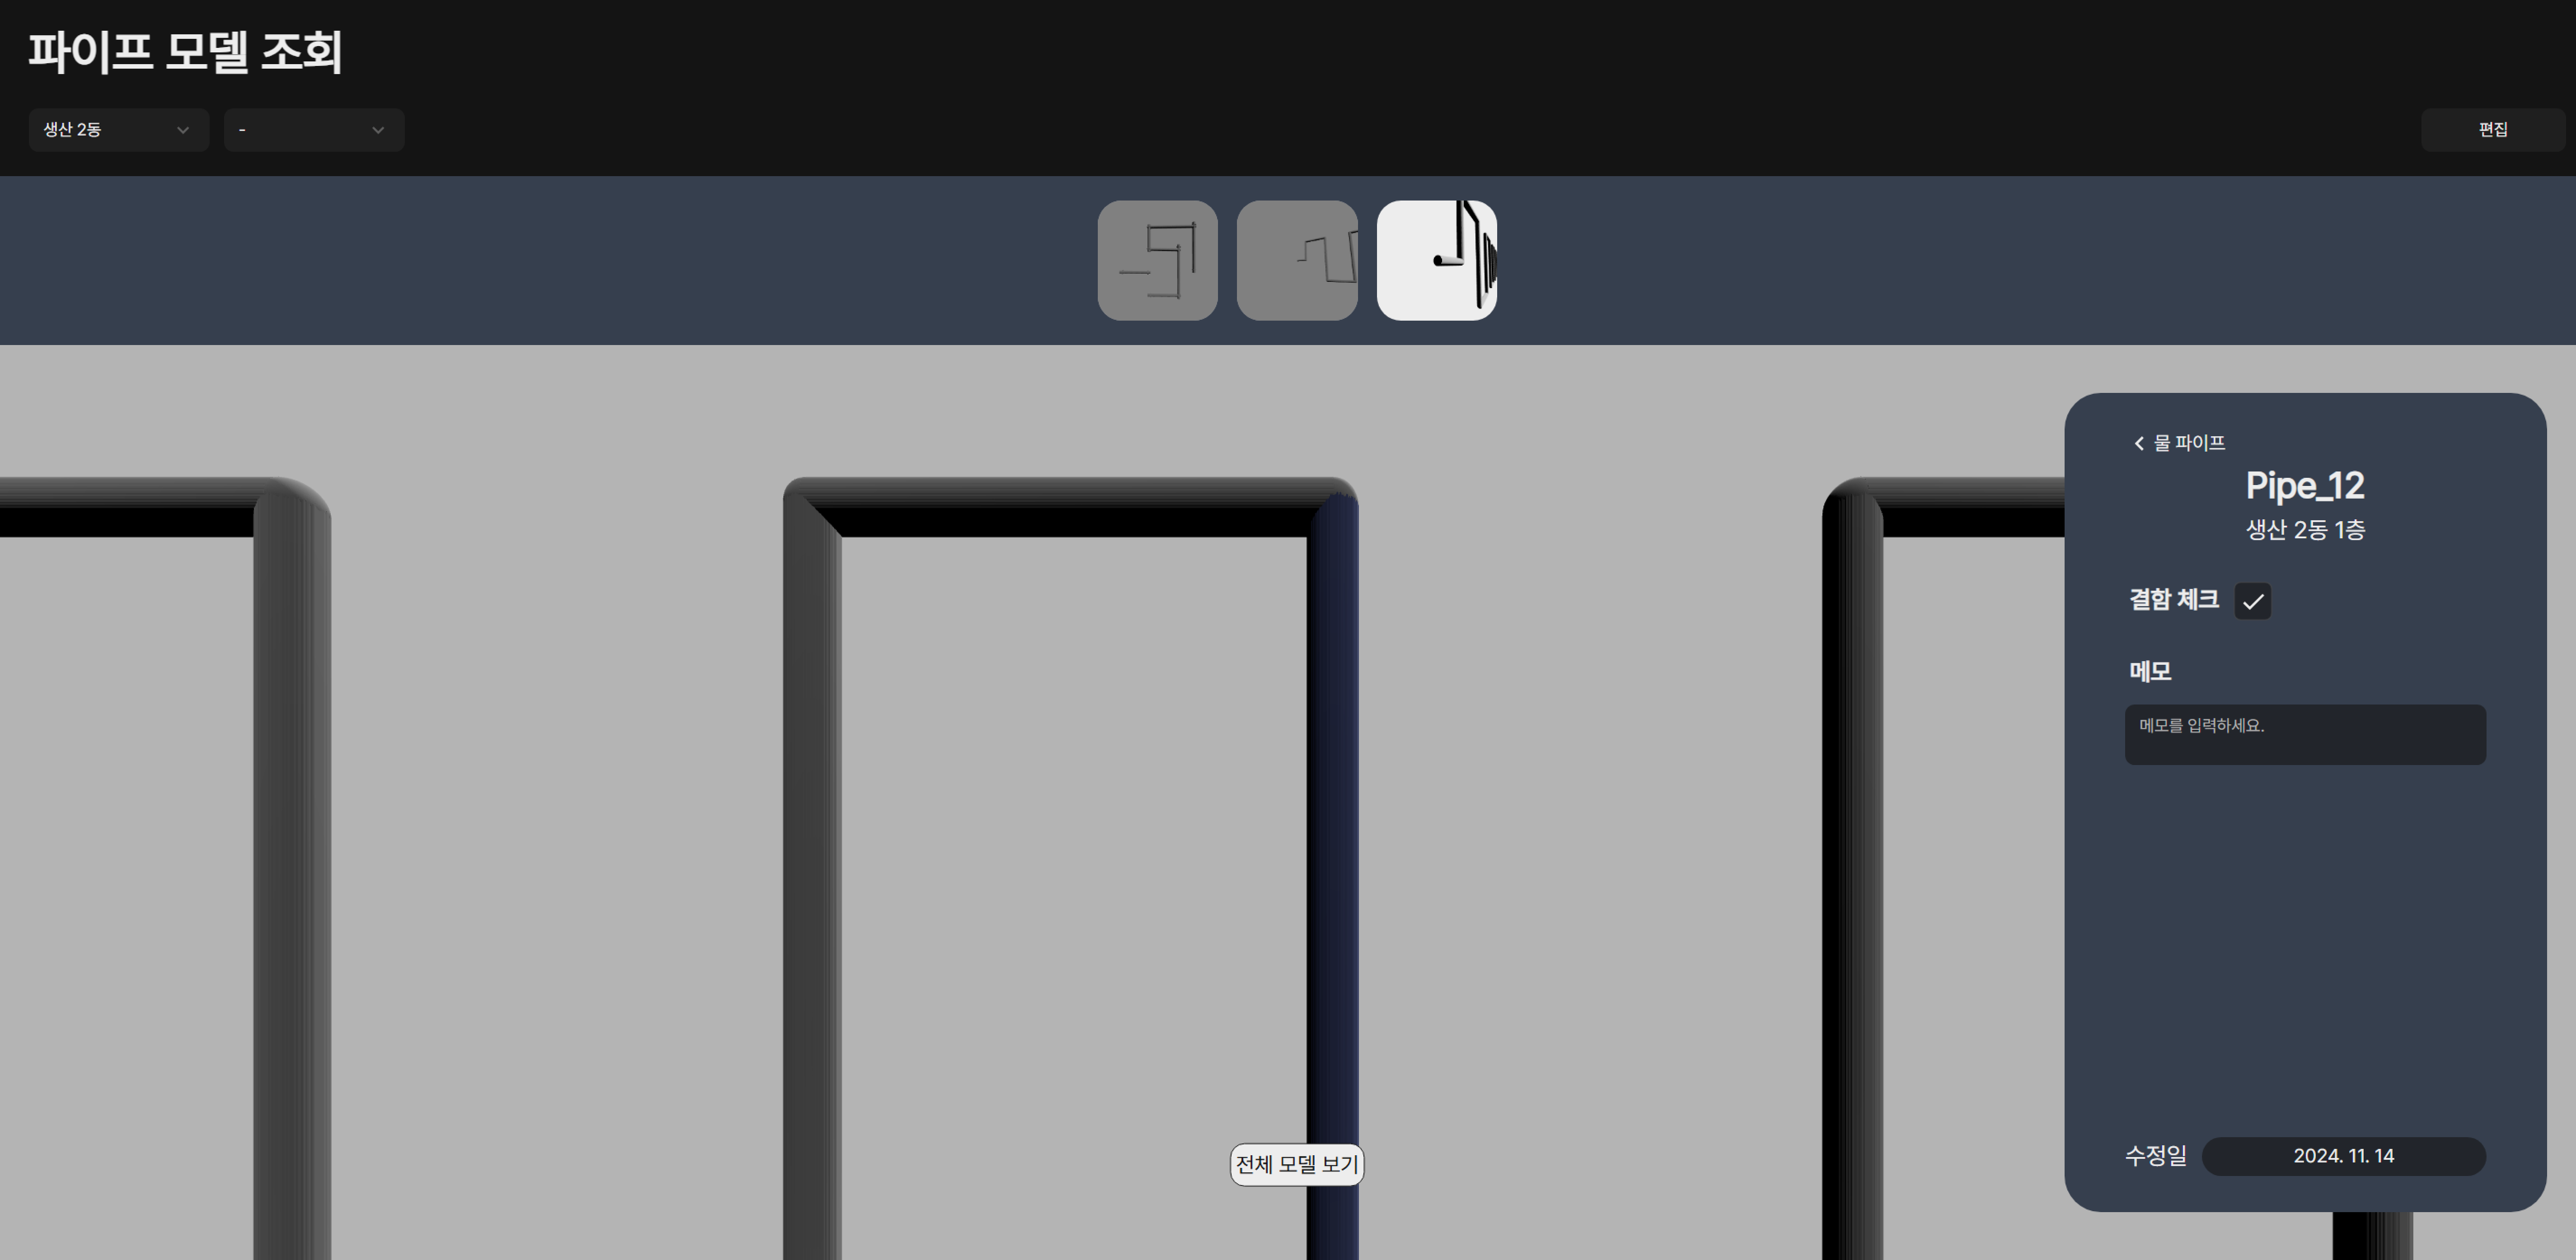 파이프 모델 조회
생산 2동
-
편집
물 파이프
Pipe_12
생산 2동 1층
결함 체크
메모
메모를 입력하세요.
전체 모델 보기
수정일
2024. 11. 14